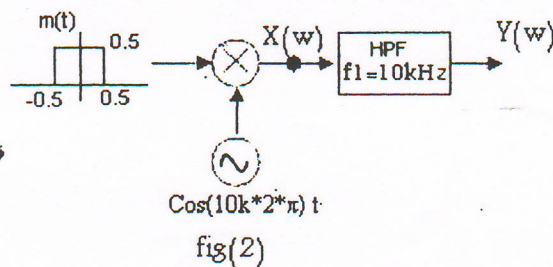 m(t)
0.5
-0.5 0.5
X(w)
HPF
f1=10kHz
Y(w)
Cos(10k*2*π) t
fig(2)